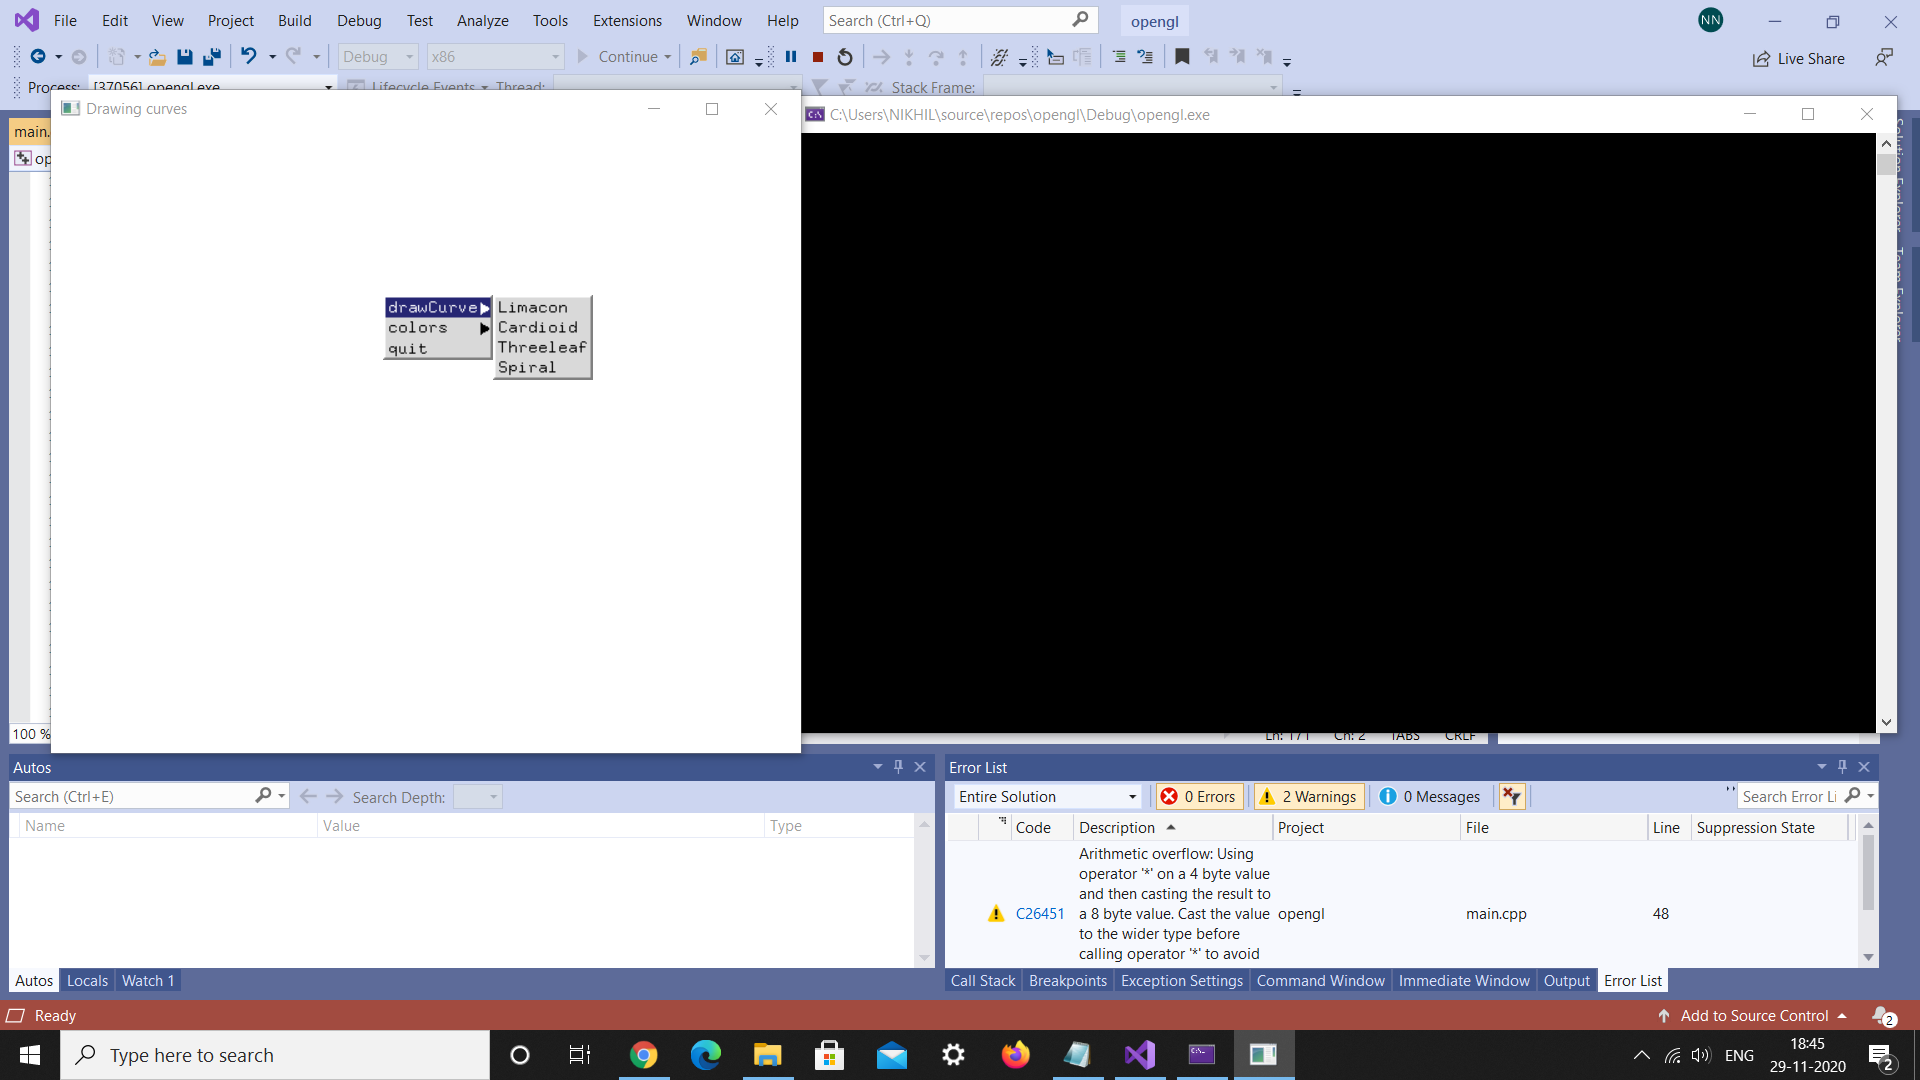 File Edit View Project Build Debug Test Analyze Tools Extensions Window Help Search (Ctrl+Q) opengl NN
Debug x86 Continue Live Share
Process: [37056] opengl.exe Lifecycle Events Thread: Stack Frame:
Drawing curves
C:\Users\NIKHIL\source\repos\opengl\Debug\opengl.exe
main.
op
Solution Explorer
Team Explorer
drawCurve
colors
quit
Limacon
Cardioid
Threeleaf
Spiral
100 %
Ln: 171 Ch: 2 TABS CRLF
Autos
Search (Ctrl+E) Search Depth:
Name Value Type
Autos Locals Watch 1
Error List
Entire Solution 0 Errors 2 Warnings 0 Messages Search Error Li
Code Description Project File Line Suppression State
C26451 Arithmetic overflow: Using
operator '*' on a 4 byte value
and then casting the result to
a 8 byte value. Cast the value
to the wider type before
calling operator '*' to avoid
opengl main.cpp 48
Call Stack Breakpoints Exception Settings Command Window Immediate Window Output Error List
Ready Add to Source Control 2
Type here to search
ENG
18:45
29-11-2020
2